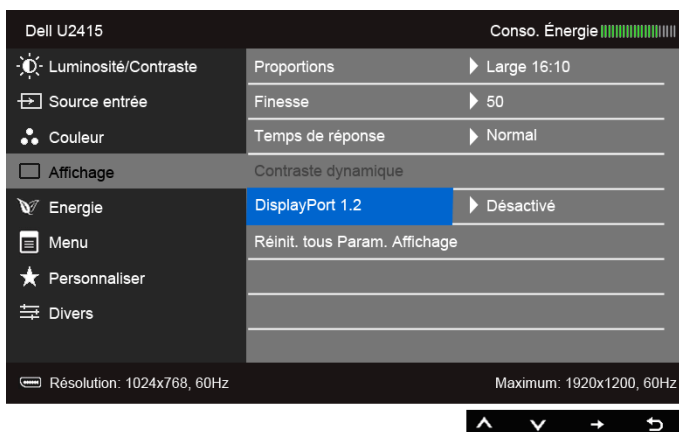 Dell U2415 Conso. Énergie
Luminosité/Contraste Proportions Large 16:10
Source entrée Finesse 50
Couleur Temps de réponse Normal
Affichage Contraste dynamique
Energie DisplayPort 1.2 Désactivé
Menu Réinit. tous Param. Affichage
Personnaliser
Divers
Résolution: 1024x768, 60Hz Maximum: 1920x1200, 60Hz